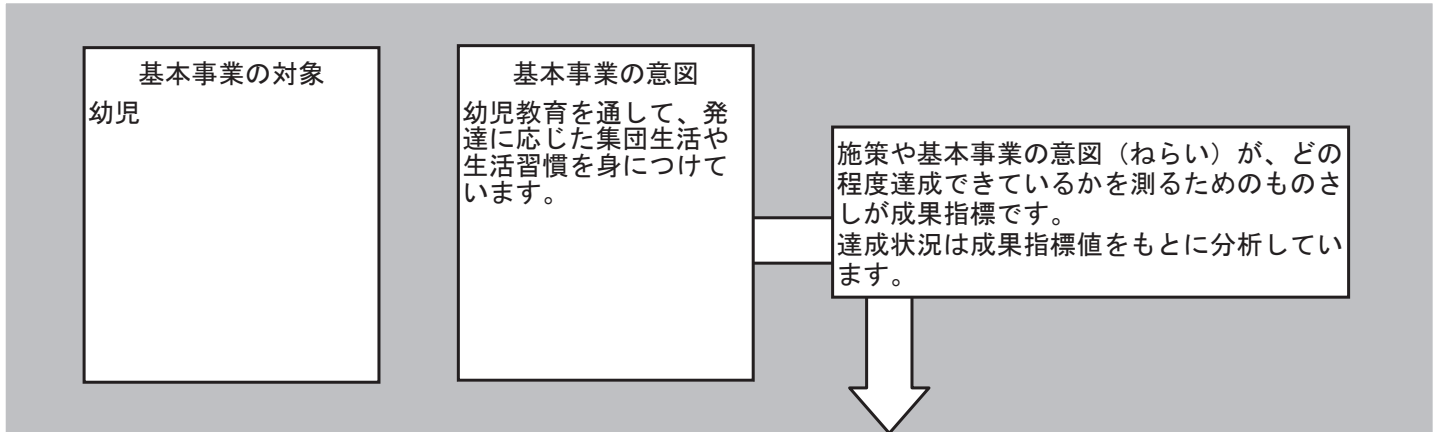 基本事業の対象
幼児
基本事業の意図
幼児教育を通して、発
達に応じた集団生活や
生活習慣を身につけて
います。
施策や基本事業の意図（ねらい）が、どの
程度達成できているかを測るためのものさ
しが成果指標です。
達成状況は成果指標値をもとに分析してい
ます。